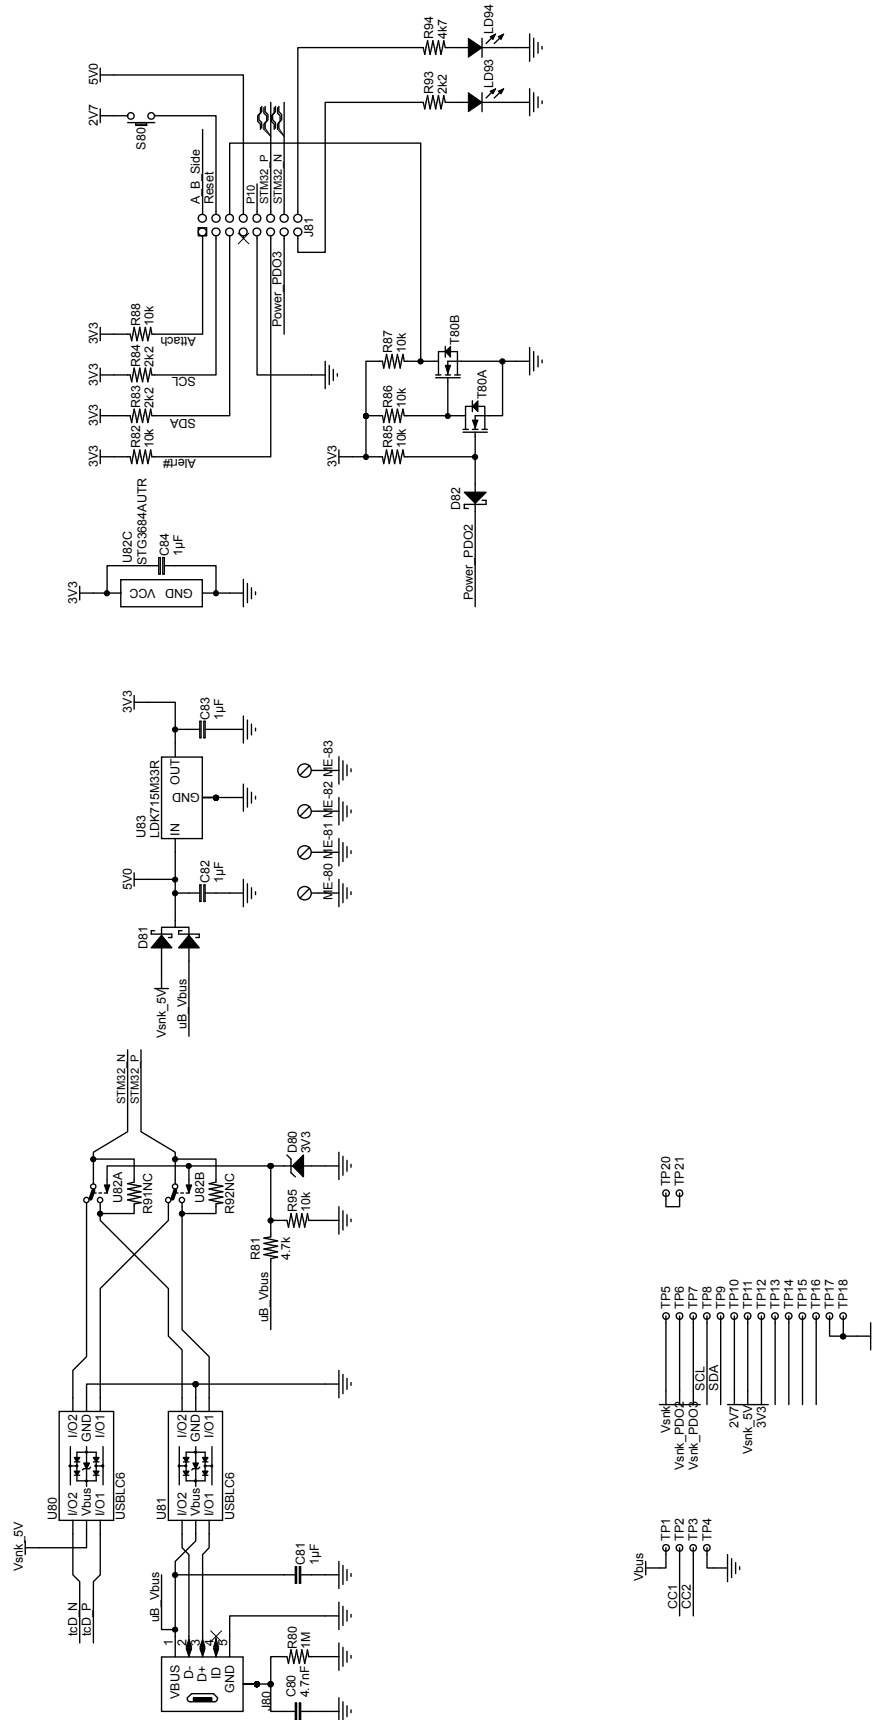 R94
4k7
LD94
R93
2k2
LD93
5V0
2V7
S80
A_B_Side
Reset
P10
STM32_P
STM32_N
J81
Power_PDO3
3V3
R88
10k
Attach
3V3
R84
2k2
SCL
3V3
R83
2k2
SDA
3V3
R82
10k
Alert#
R87
10k
T80B
R86
10k
T80A
R85
10k
3V3
D82
Power_PDO2
U82C
STG3684AUTR
C84
1µF
3V3
VCC
GND
3V3
C83
1µF
U83
LDK715M33R
OUT
GND
IN
5V0
C82
1µF
D81
Vsnk_5V
uB_Vbus
ME-83
ME-82
ME-81
ME-80
STM32_N
STM32_P
U82A
R91NC
U82B
R92NC
D80
3V3
R95
10k
R81
4.7k
uB_Vbus
U80
USBLC6
I/O2
GND
I/O1
I/O2
Vbus
I/O1
U81
USBLC6
I/O2
GND
I/O1
I/O2
Vbus
I/O1
Vsnk_5V
tcD_N
tcD_P
uB_Vbus
C81
1µF
1
2
3
4
5
VBUS
D-
D+
ID
GND
J80
R80
1M
C80
4.7nF
TP20
TP21
TP5
TP6
TP7
TP8
TP9
TP10
TP11
TP12
TP13
TP14
TP15
TP16
TP17
TP18
Vsnk
Vsnk_PDO2
Vsnk_PDO3
SCL
SDA
2V7
Vsnk_5V
3V3
TP1
TP2
TP3
TP4
Vbus
CC1
CC2